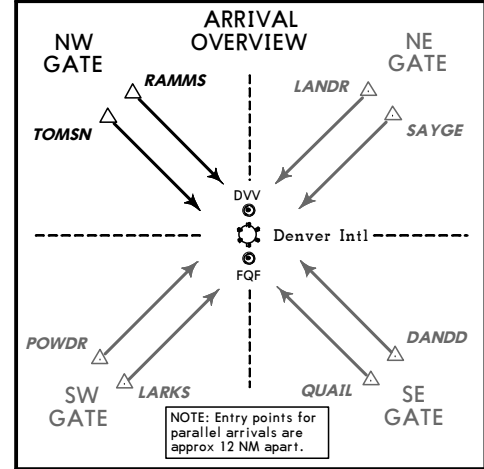 ARRIVAL
OVERVIEW
NW
GATE
NE
GATE
RAMMS
LANDR
TOMSN
SAYGE
DVV
Denver Intl
FQF
POWDR
DANDD
SW
GATE
LARKS
QUAIL
SE
GATE
NOTE: Entry points for
parallel arrivals are
approx 12 NM apart.